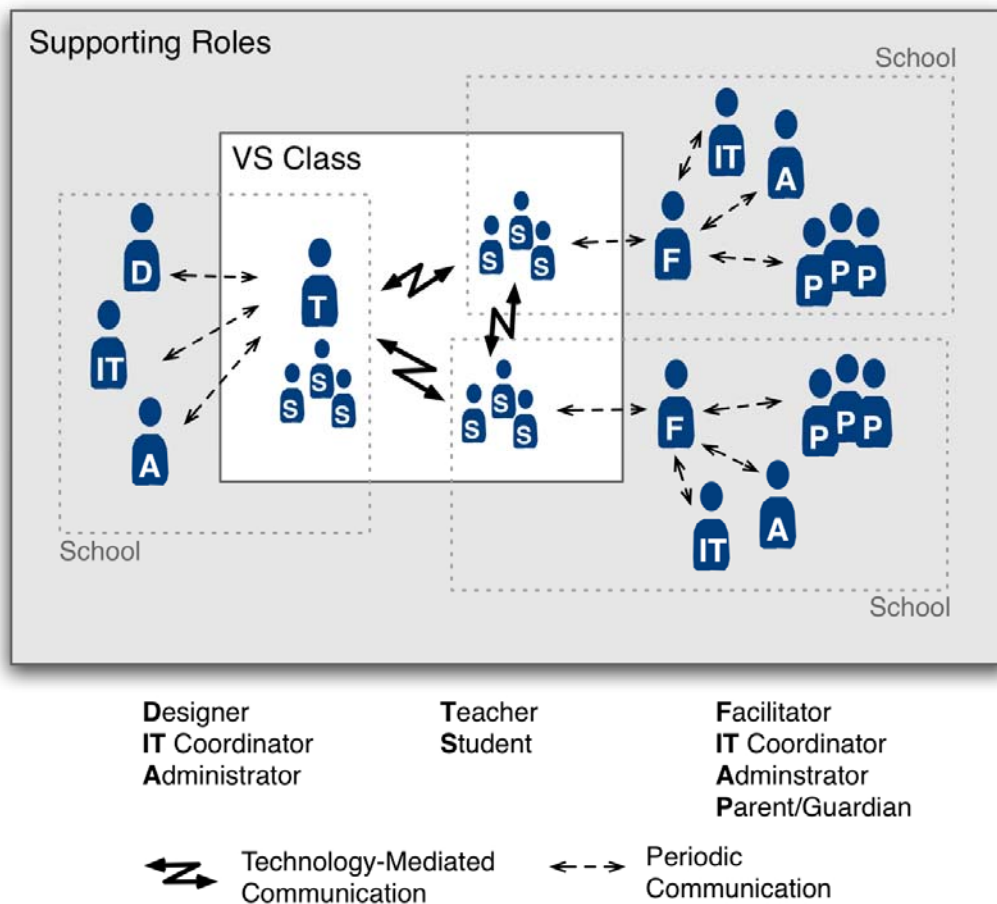 Supporting Roles
School
VS Class
IT
A
D
S
S
S
F
P
P
P
T
IT
S
S
S
S
S
S
F
P
P
P
A
A
IT
School
School
Designer
IT Coordinator
Administrator
Teacher
Student
Facilitator
IT Coordinator
Adminstrator
Parent/Guardian
Technology-Mediated
Communication
Periodic
Communication